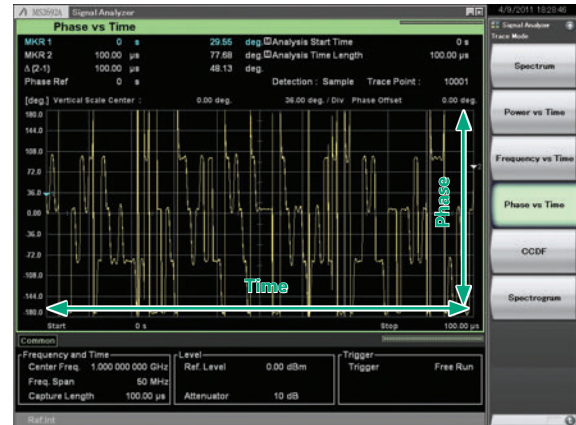 MS2692A Signal Analyzer
4/9/2011 18:28:46
Phase vs Time
MKR 1 0 s 29.55 deg. Analysis Start Time 0 s
MKR 2 100.00 µs 77.68 deg. Analysis Time Length 100.00 µs
Δ (2-1) 100.00 µs 48.13 deg.
Phase Ref 0 s Detection : Sample Trace Point : 10001
[deg.] Vertical Scale Center : 0.00 deg. 36.00 deg. / Div Phase Offset 0.00 deg.
180.0
144.0
108.0
72.0
36.0
0.00
-36.0
-72.0
-108.0
-144.0
-180.0
2
Phase
Time
Start 0 s Stop 100.00 µs
Common
Frequency and Time
Center Freq. 1.000 000 000 GHz
Freq. Span 50 MHz
Capture Length 100.00 µs
Level
Ref. Level 0.00 dBm
Attenuator 10 dB
Trigger
Trigger Free Run
Ref.Int
Signal Analyzer
Trace Mode
Spectrum
Power vs Time
Frequency vs Time
Phase vs Time
CCDF
Spectrogram